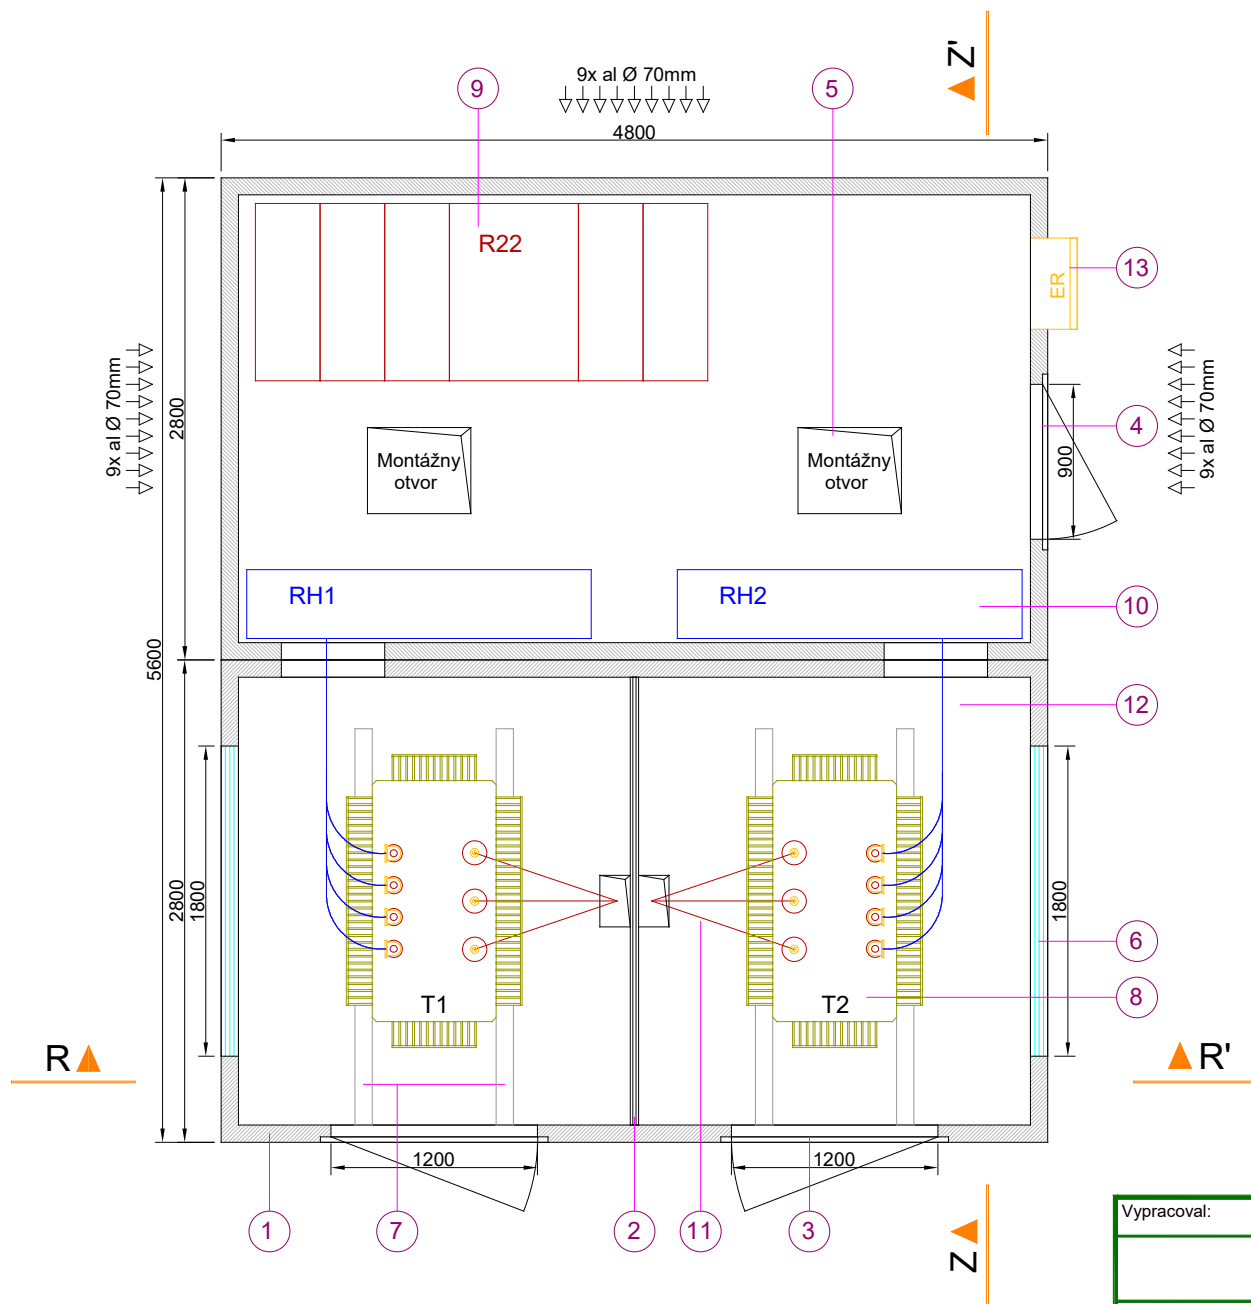 Z'
9x al Ø 70mm
9
5
4800
R22
13
ER
9x al Ø 70mm
2800
4
9x al Ø 70mm
900
Montážny
otvor
Montážny
otvor
RH1
RH2
10
5600
12
2800
1800
1800
6
T1
T2
8
R
R'
1200
1200
1
7
2
11
3
Z
Vypracoval: